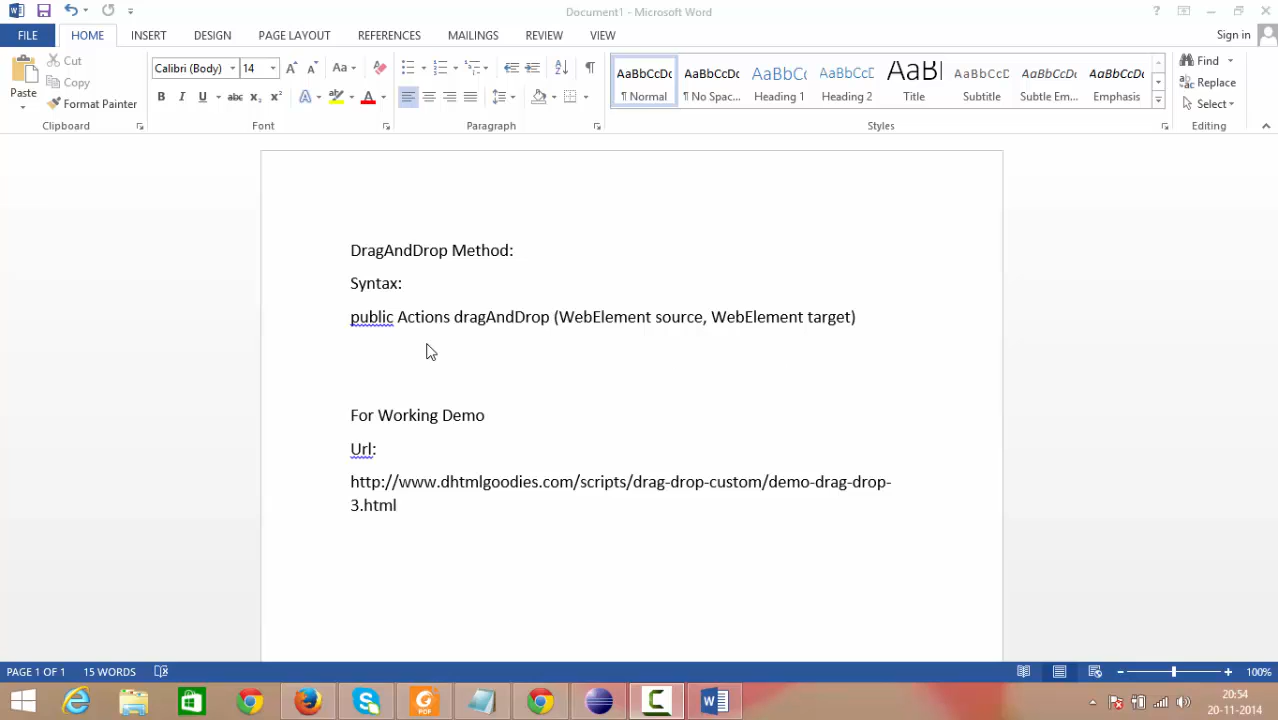 Document1 - Microsoft Word
FILE HOME INSERT DESIGN PAGE LAYOUT REFERENCES MAILINGS REVIEW VIEW Sign in
Paste
Cut
Copy
Format Painter
Calibri (Body) 14
AaBbCcDc AaBbCcDc AaBbCc AaBbCcD AaBl AaBbCcD AaBbCcDc AaBbCcDc
¶ Normal ¶ No Spac... Heading 1 Heading 2 Title Subtitle Subtle Em... Emphasis
Find
Replace
Select
Clipboard Font Paragraph Styles Editing
DragAndDrop Method:
Syntax:
public Actions dragAndDrop (WebElement source, WebElement target)
For Working Demo
Url:
http://www.dhtmlgoodies.com/scripts/drag-drop-custom/demo-drag-drop-
3.html
PAGE 1 OF 1 15 WORDS 100%
20:54
20-11-2014